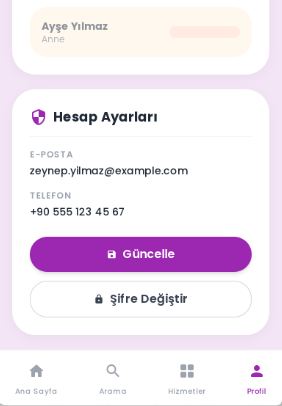 Ayşe Yılmaz
Anne
Hesap Ayarları
E-POSTA
zeynep.yilmaz@example.com
TELEFON
+90 555 123 45 67
Güncelle
Şifre Değiştir
Ana Sayfa
Arama
Hizmetler
Profil